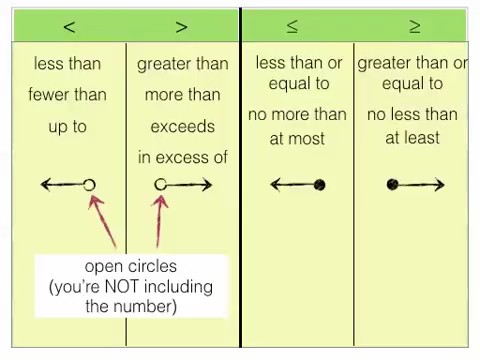 < > ≤ ≥
less than
fewer than
up to
greater than
more than
exceeds
in excess of
less than or
equal to
no more than
at most
greater than or
equal to
no less than
at least
open circles
(you're NOT including
the number)